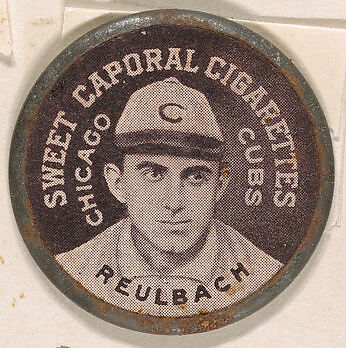 SWEET CAPORAL CIGARETTES
CHICAGO
CUBS
C
REULBACH